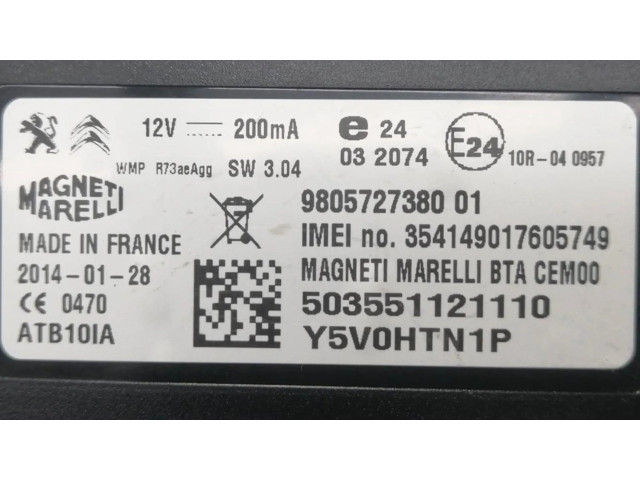 12V 200mA e 24 E24
03 2074 10R-04 0957
WMP R73aeAgg SW 3.04
MAGNETI
MARELLI
9805727380 01
MADE IN FRANCE IMEI no. 354149017605749
2014-01-28 MAGNETI MARELLI BTA CEM00
CE 0470 503551121110
ATB10IA Y5V0HTN1P